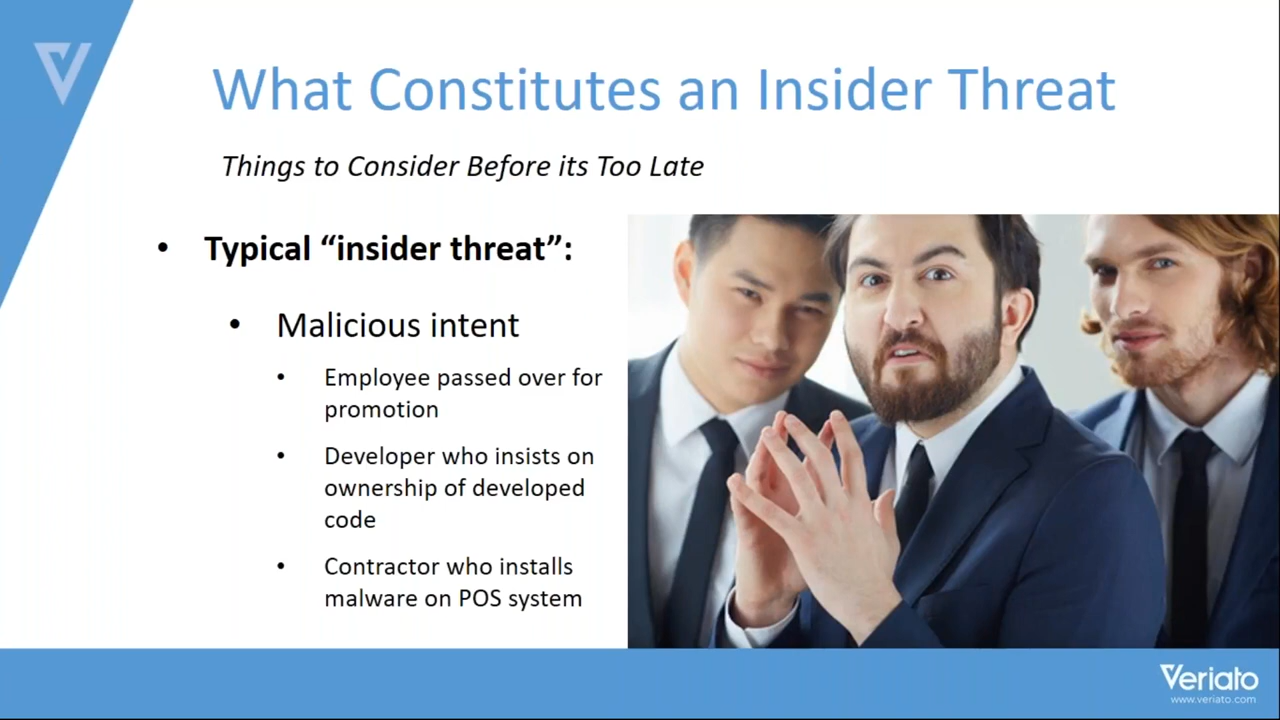 What Constitutes an Insider Threat
Things to Consider Before its Too Late
• Typical “insider threat”:
• Malicious intent
• Employee passed over for
promotion
• Developer who insists on
ownership of developed
code
• Contractor who installs
malware on POS system
Veriato
www.veriato.com